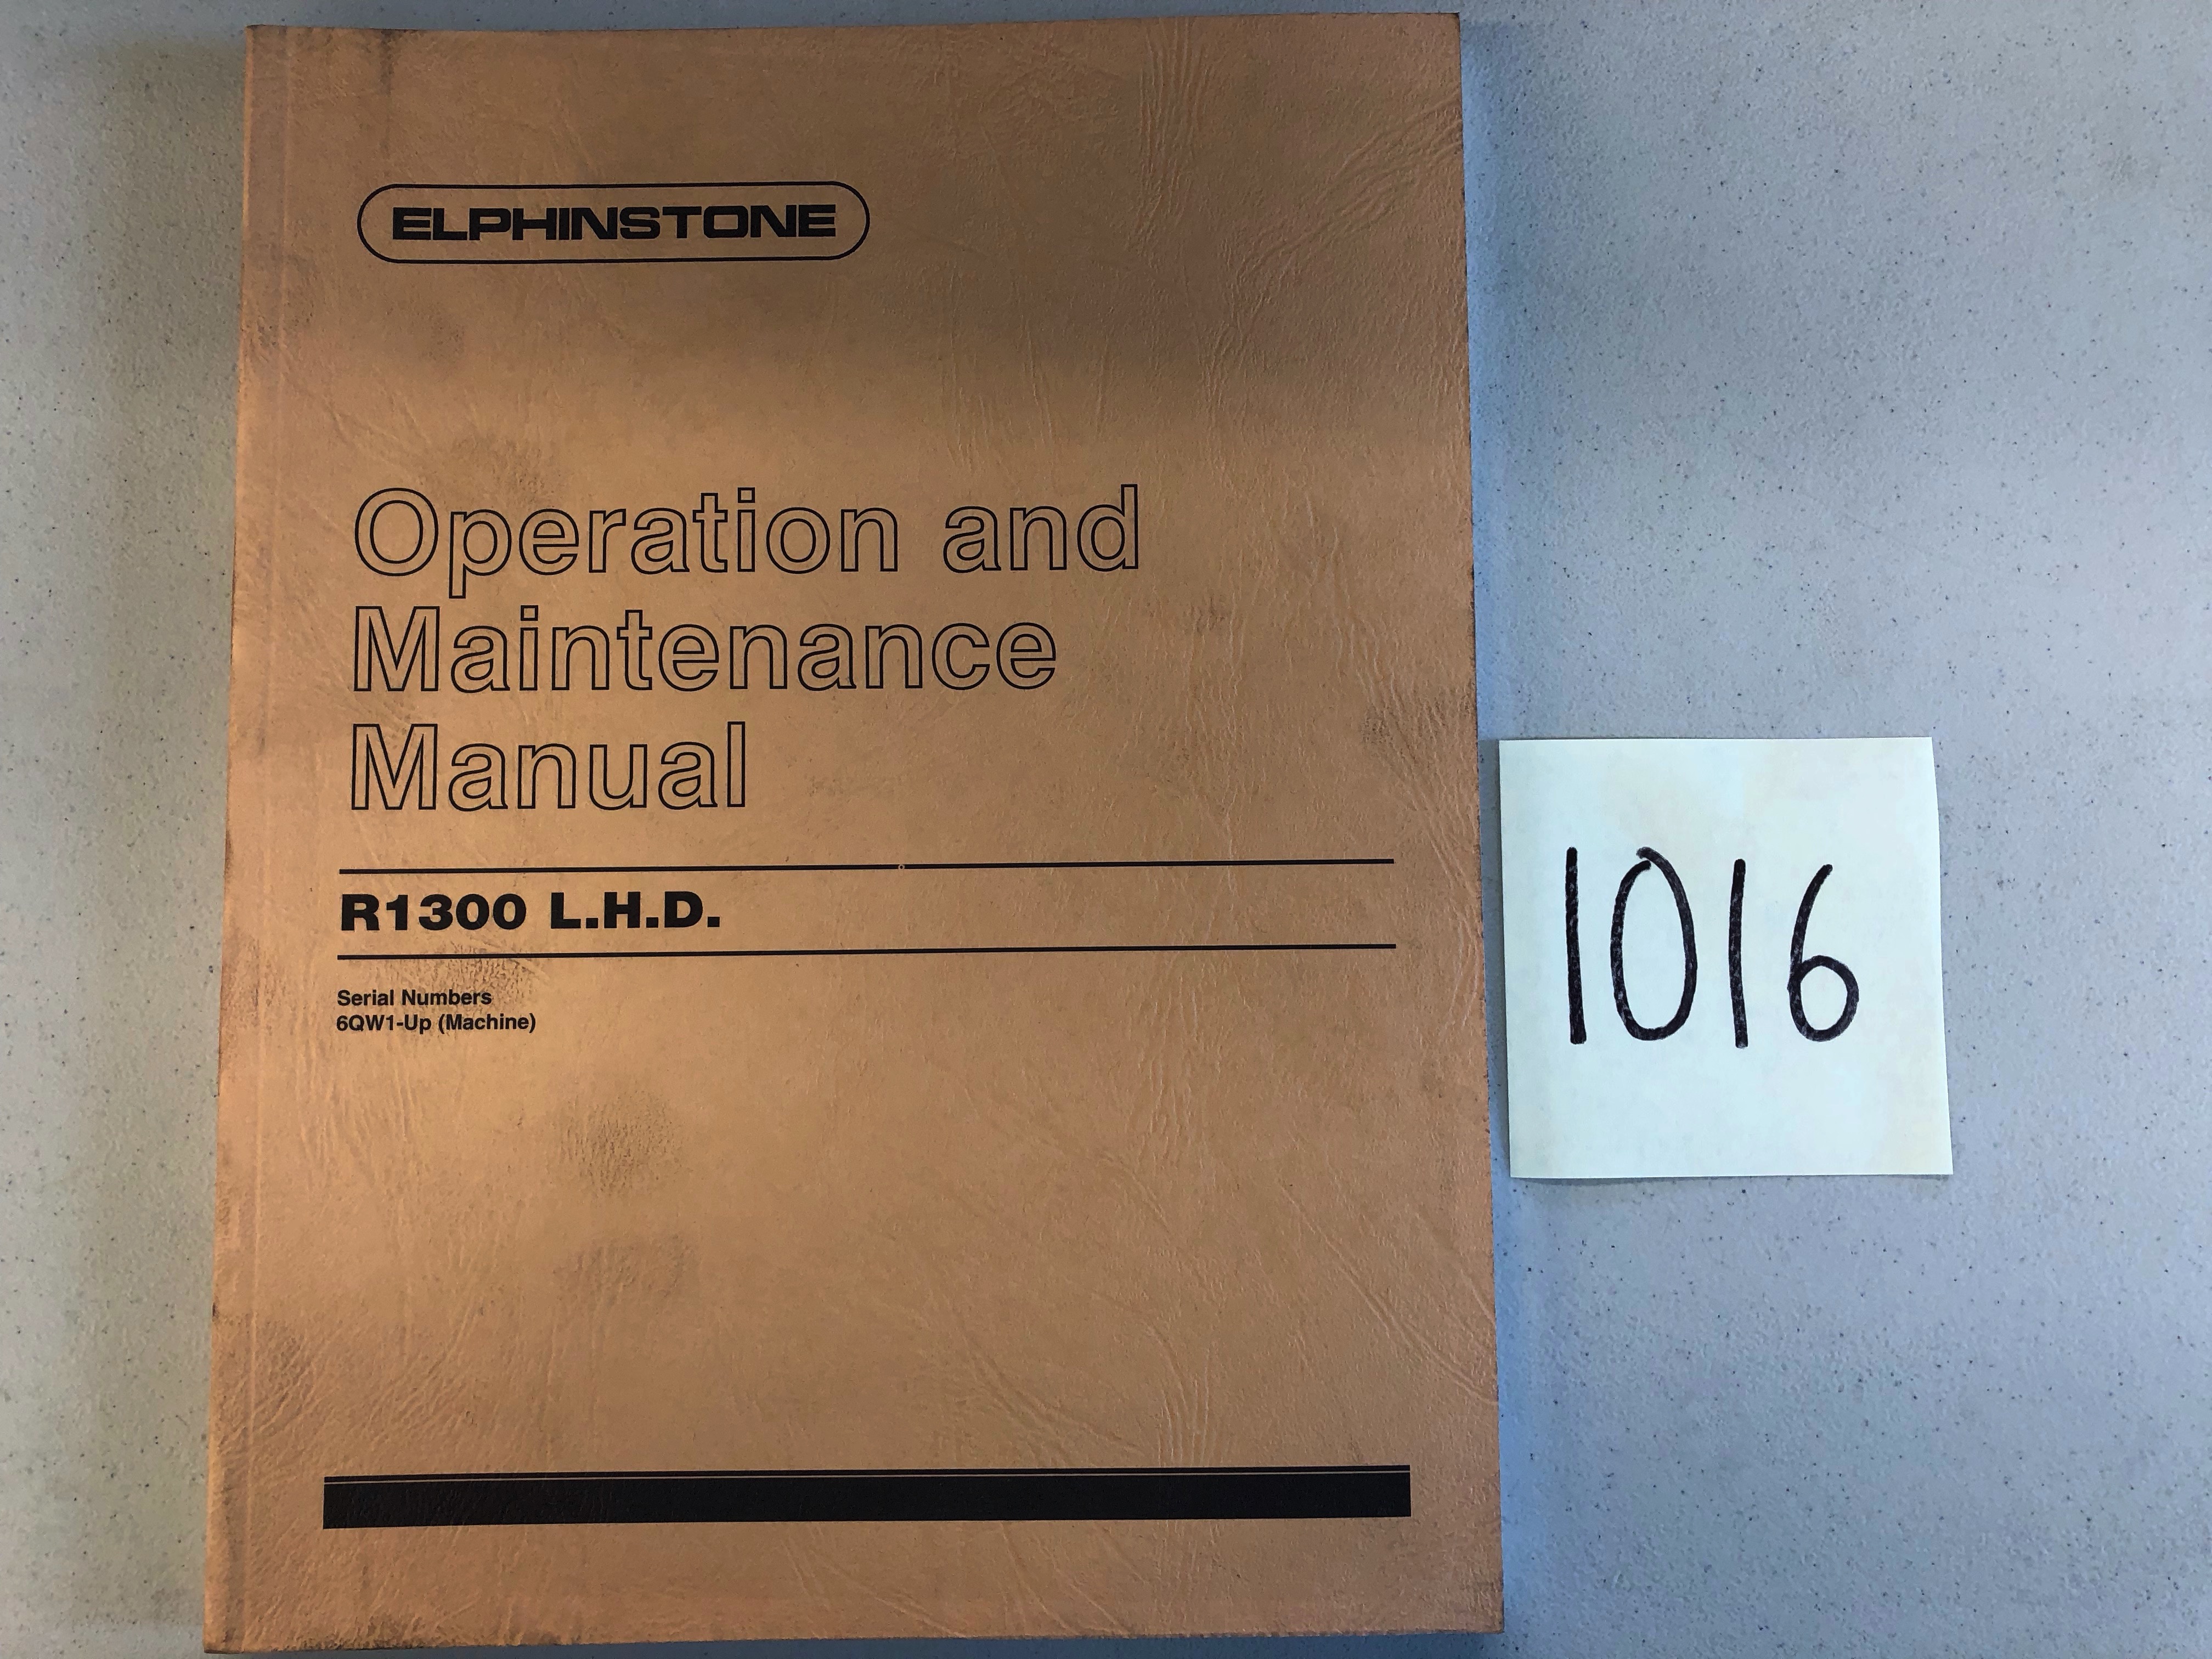 ELPHINSTONE
Operation and
Maintenance
Manual
R1300 L.H.D.
Serial Numbers
6QW1-Up (Machine)
1016